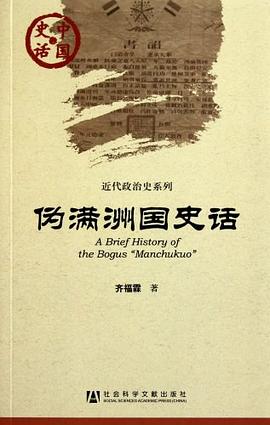 中国
史话
近代政治史系列
伪满洲国史话
A Brief History of
the Bogus "Manchukuo"
齐福霖 著
社会科学文献出版社
SOCIAL SCIENCES ACADEMIC PRESS(CHINA)